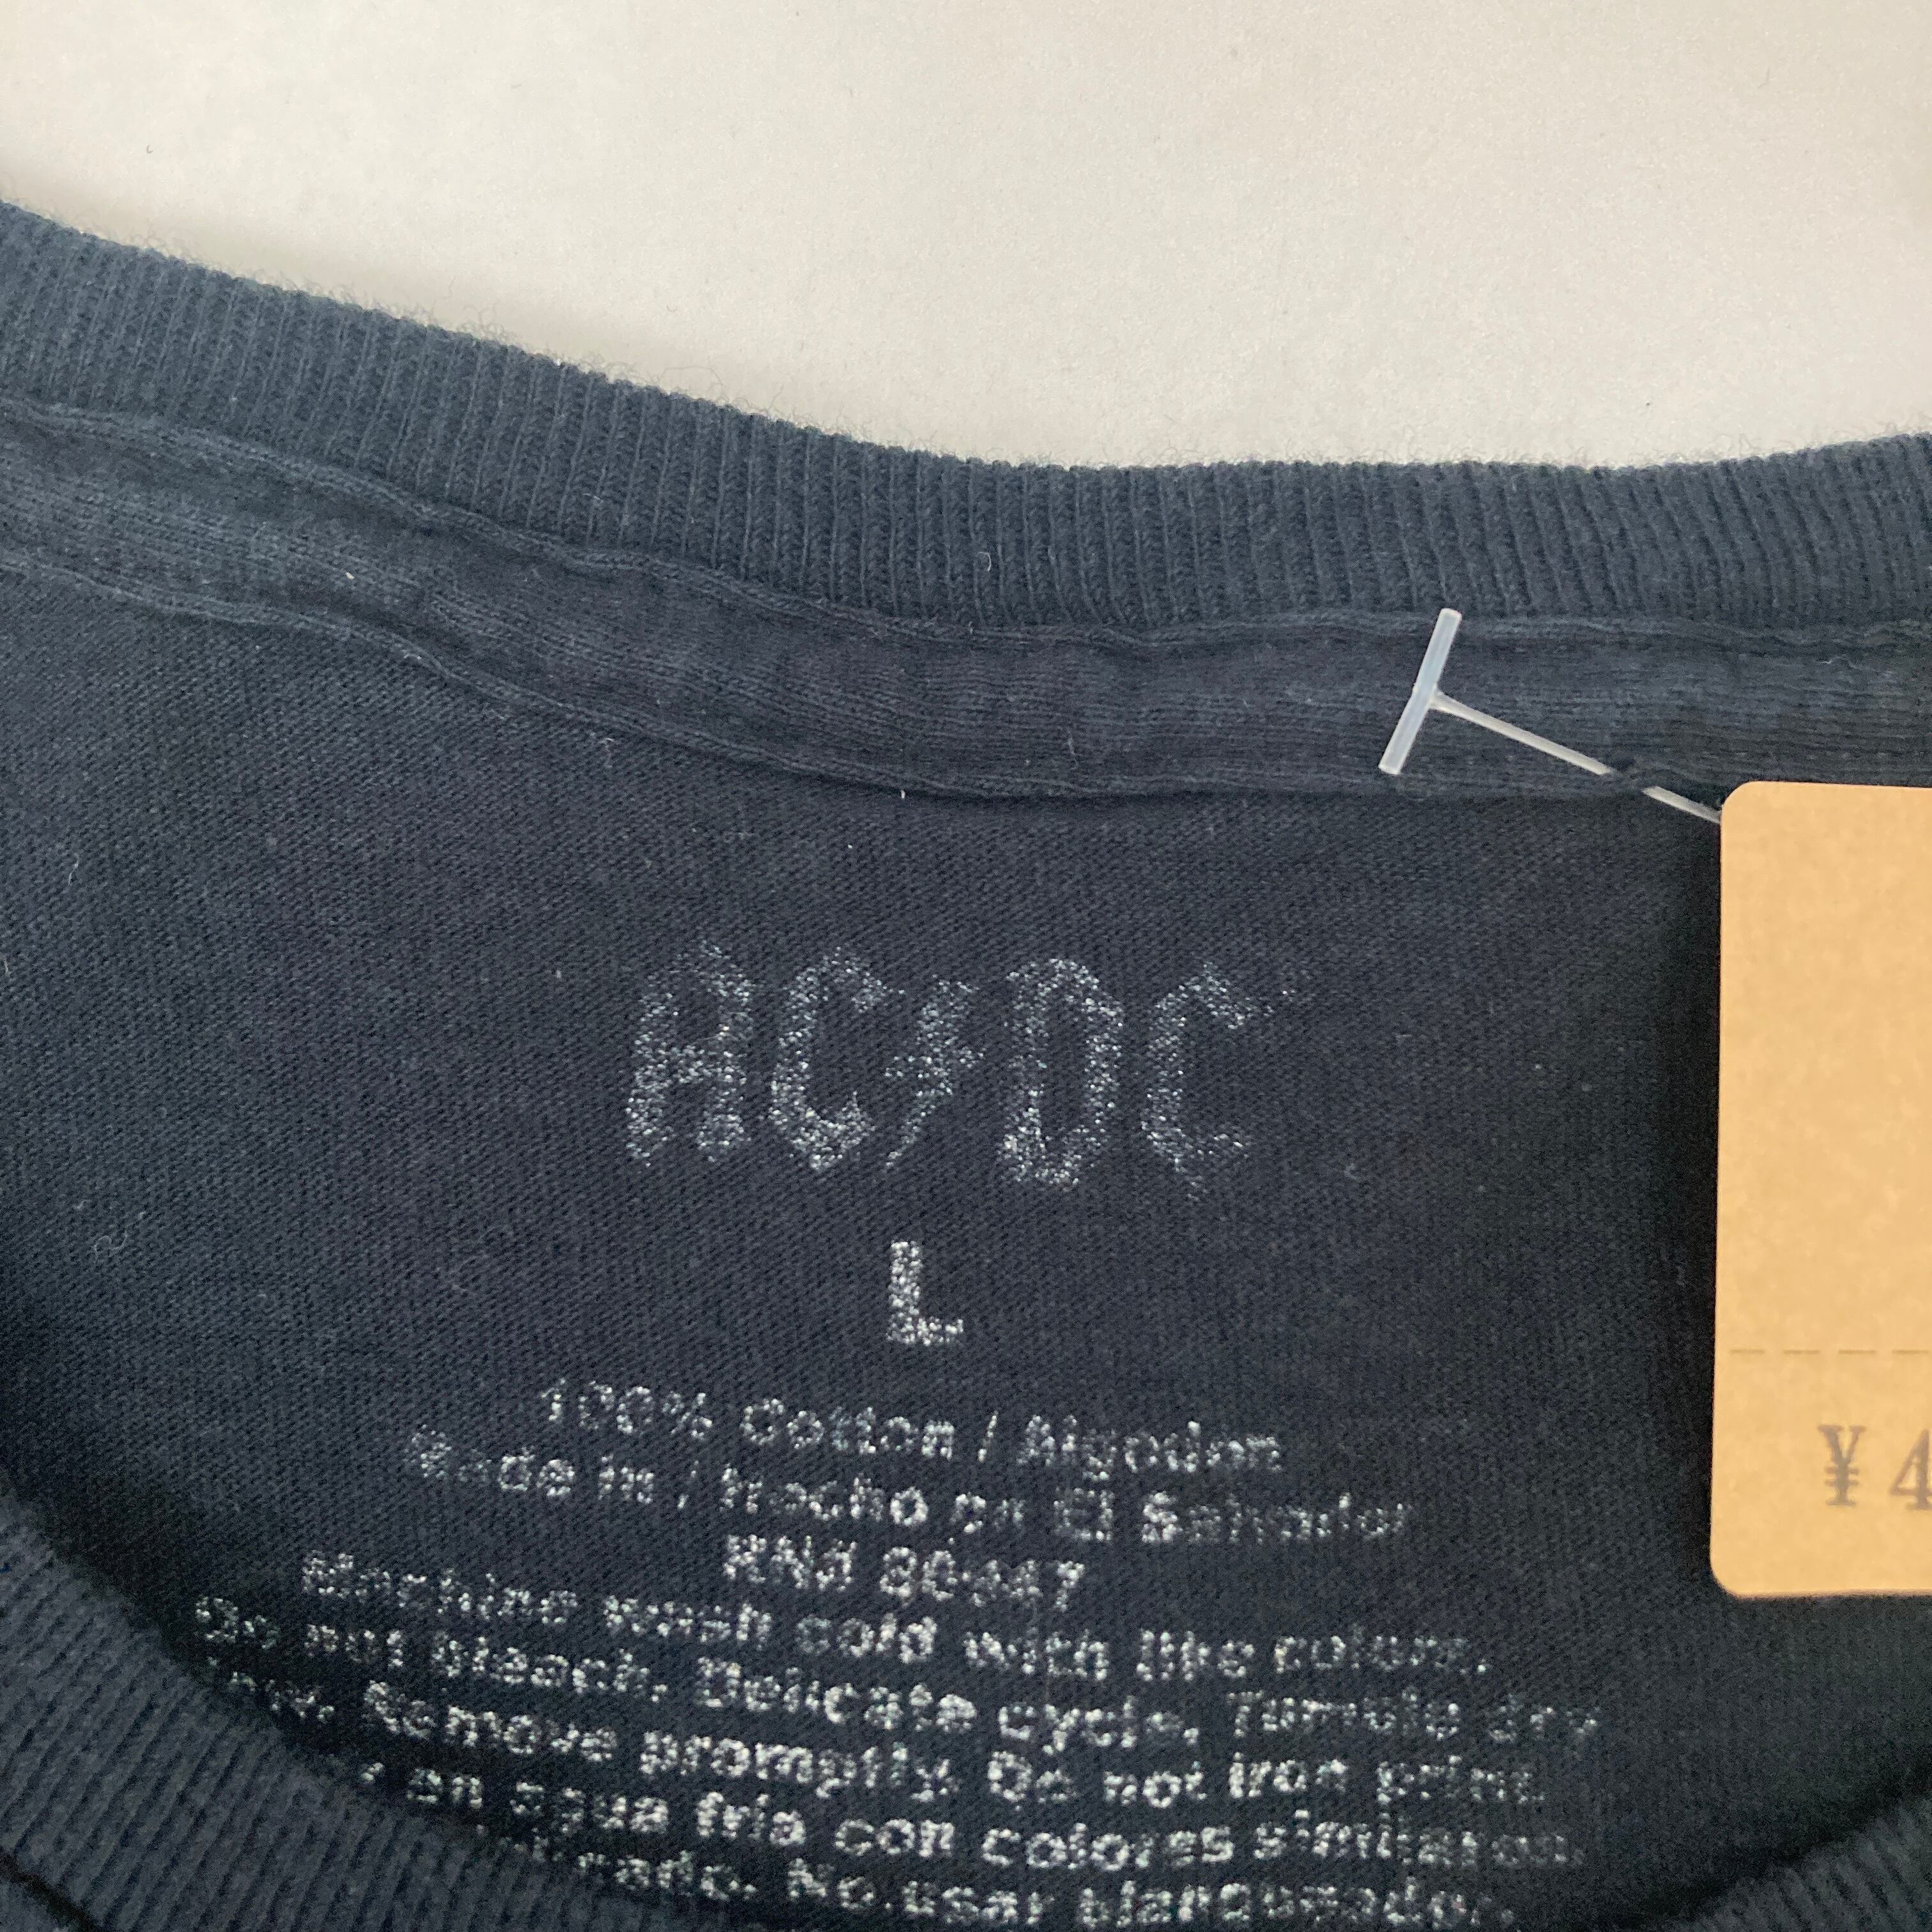 AC/DC
L
100% Cotton / Algodon
Made in / Hecho en El Salvador
RN#
Machine wash cold with like colors.
Do not bleach. Delicate cycle. Tumble dry
low. Remove promptly. Do not iron print.
en agua fria con colores similares.
No usar blanqueador.
¥ 4